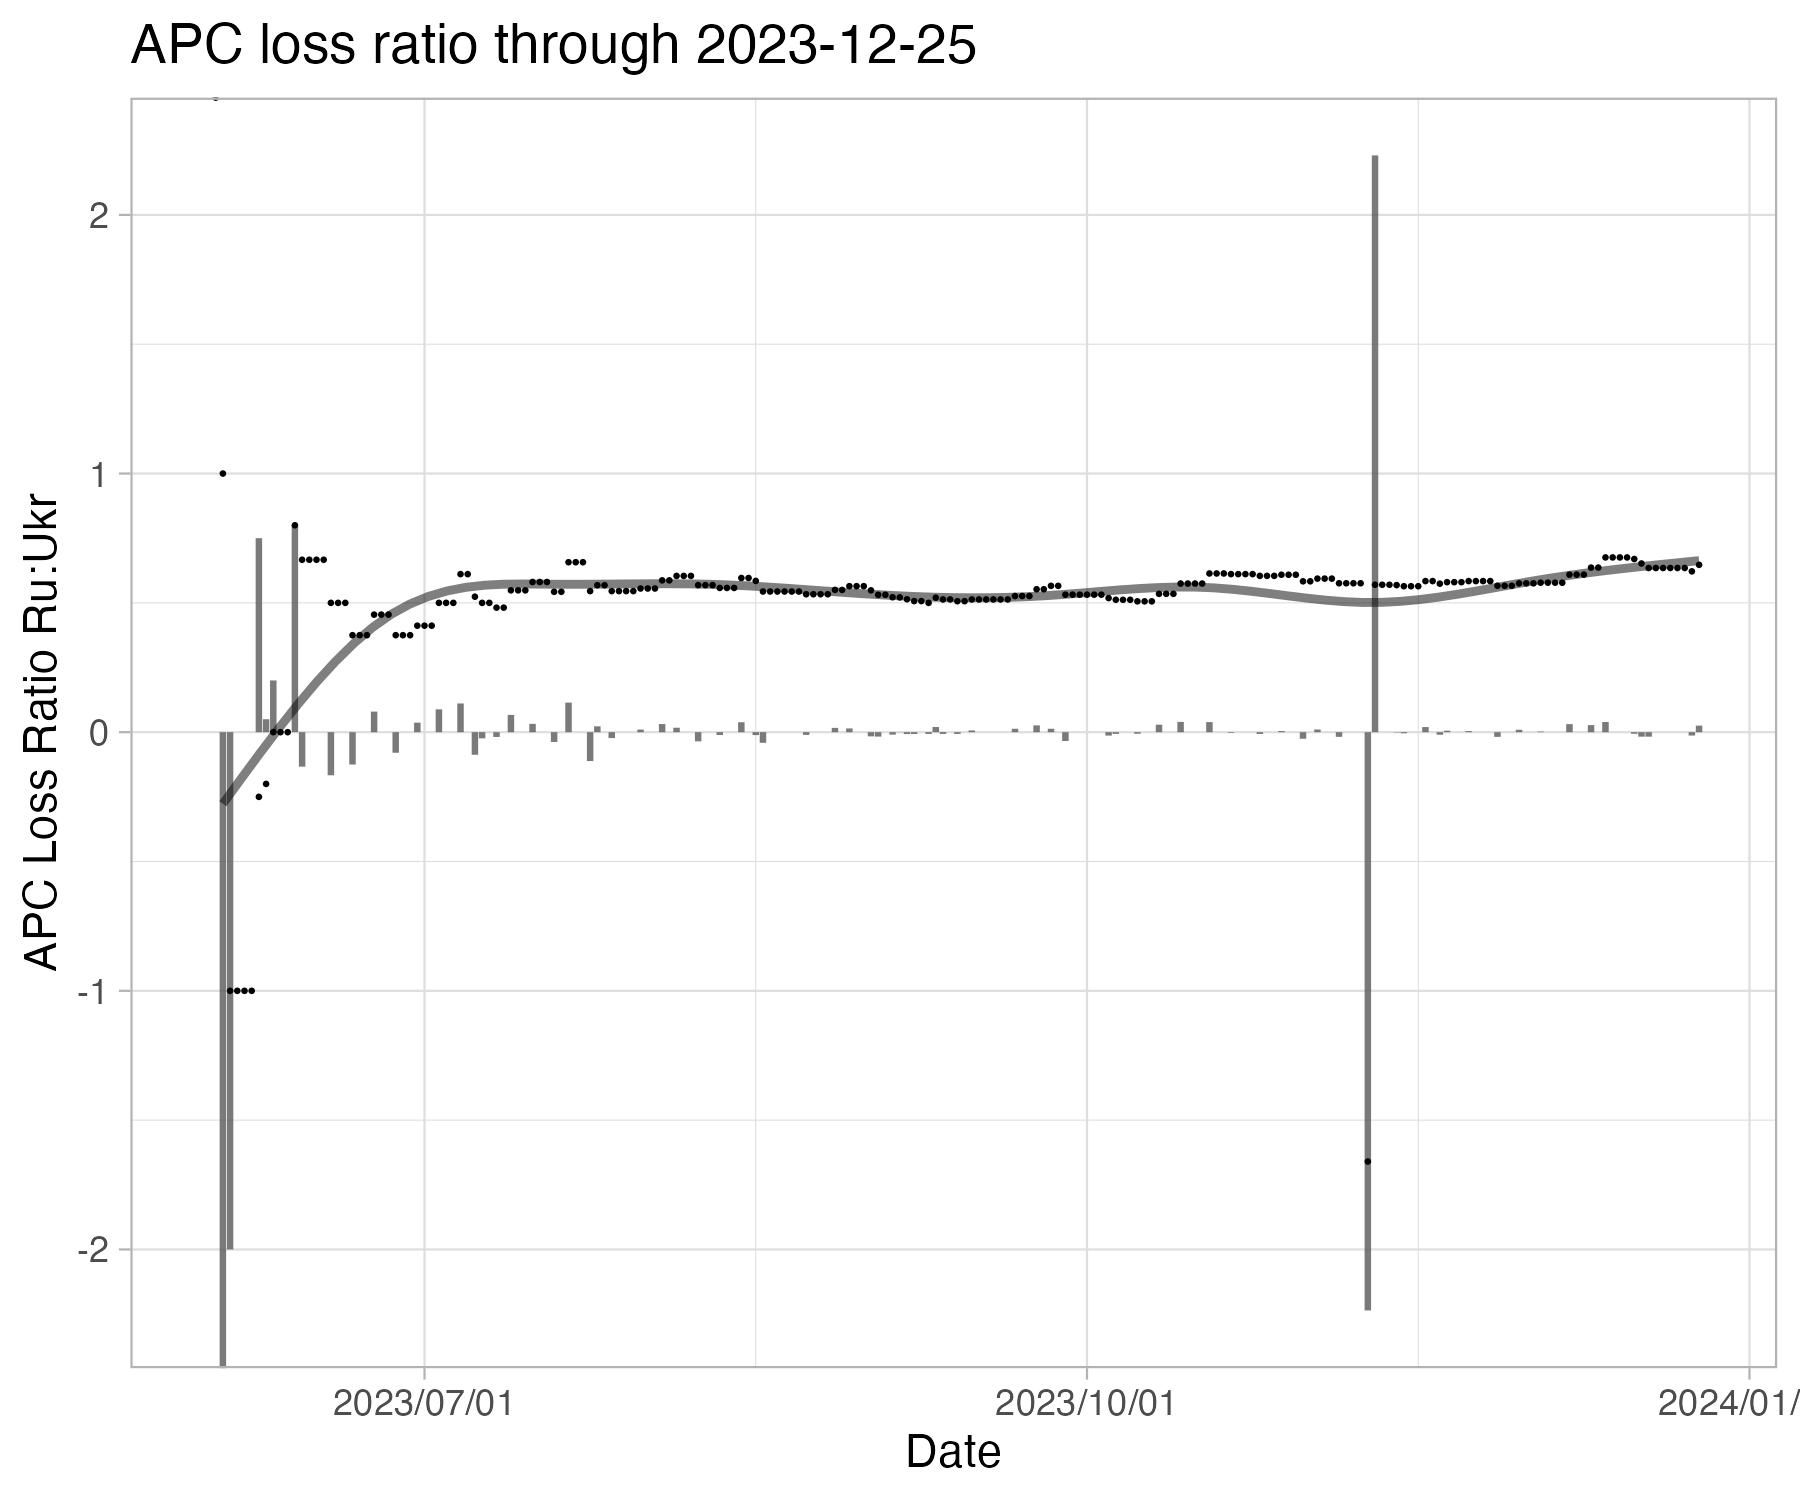 APC loss ratio through 2023-12-25
APC Loss Ratio Ru:Ukr
2
1
0
-1
-2
2023/07/01
2023/10/01
2024/01/
Date